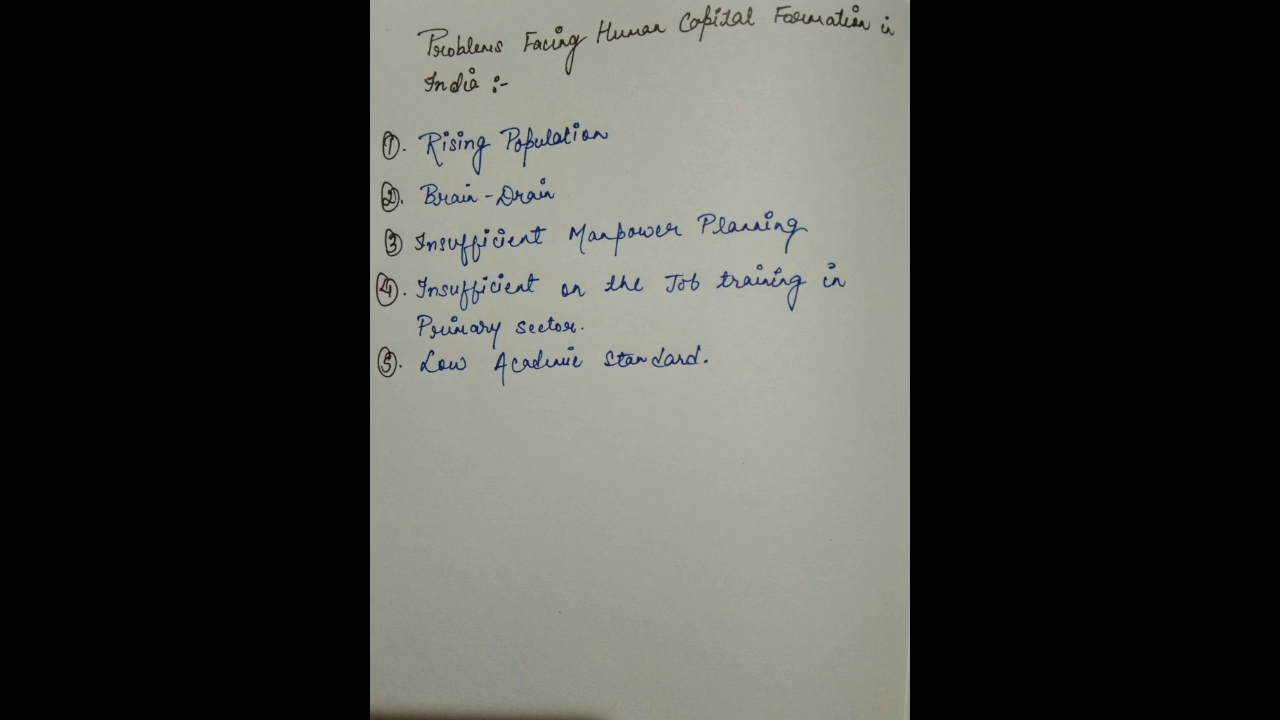 Problems Facing Human Capital Formation in
India :-
①. Rising Population
②. Brain-Drain
③ Insufficient Manpower Planning
④. Insufficient on the Job training in
Primary sector.
⑤. Low Academic Standard.